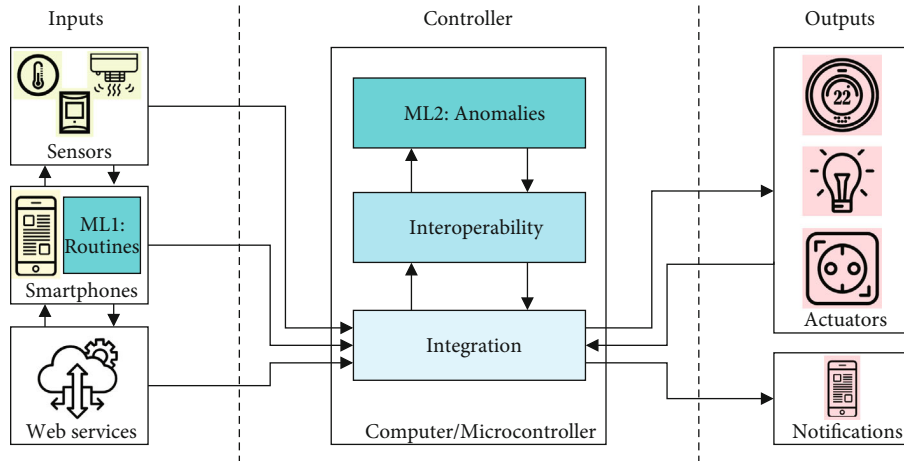 Inputs
Controller
Outputs
Sensors
ML1:
Routines
Smartphones
Web services
ML2: Anomalies
Interoperability
Integration
Computer/Microcontroller
22
Actuators
Notifications